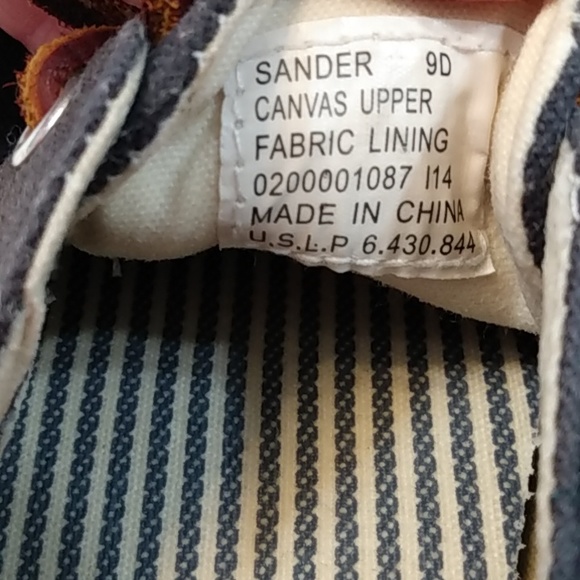 SANDER 9D
CANVAS UPPER
FABRIC LINING
0200001087 I14
MADE IN CHINA
U.S.L.P 6.430.844